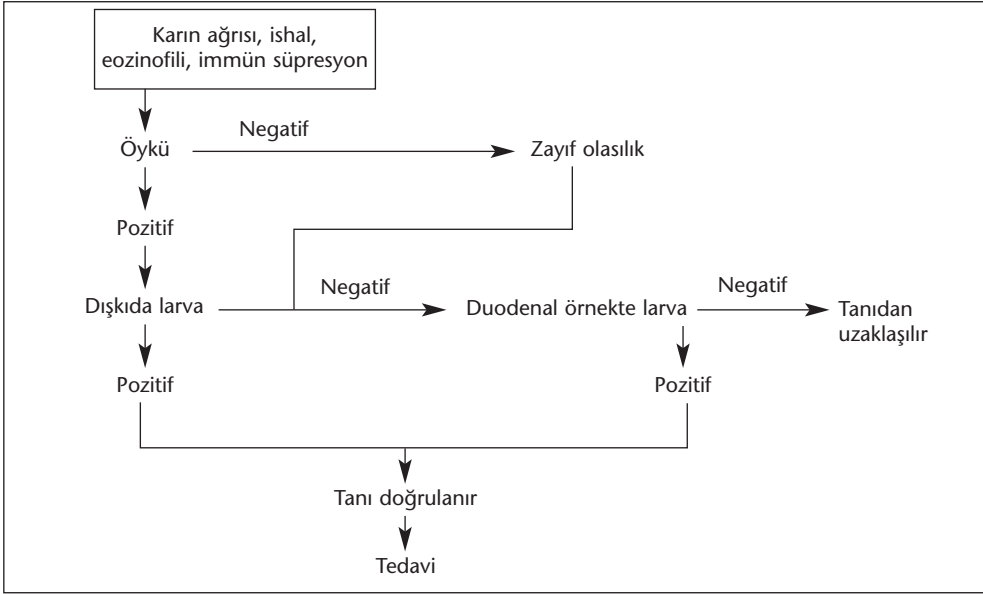 Karın ağrısı, ishal,
eozinofili, immün süpresyon
Negatif
Öykü
Zayıf olasılık
Pozitif
Negatif
Negatif
Dışkıda larva
Duodenal örnekte larva
Tanıdan
uzaklaşılır
Pozitif
Pozitif
Tanı doğrulanır
Tedavi